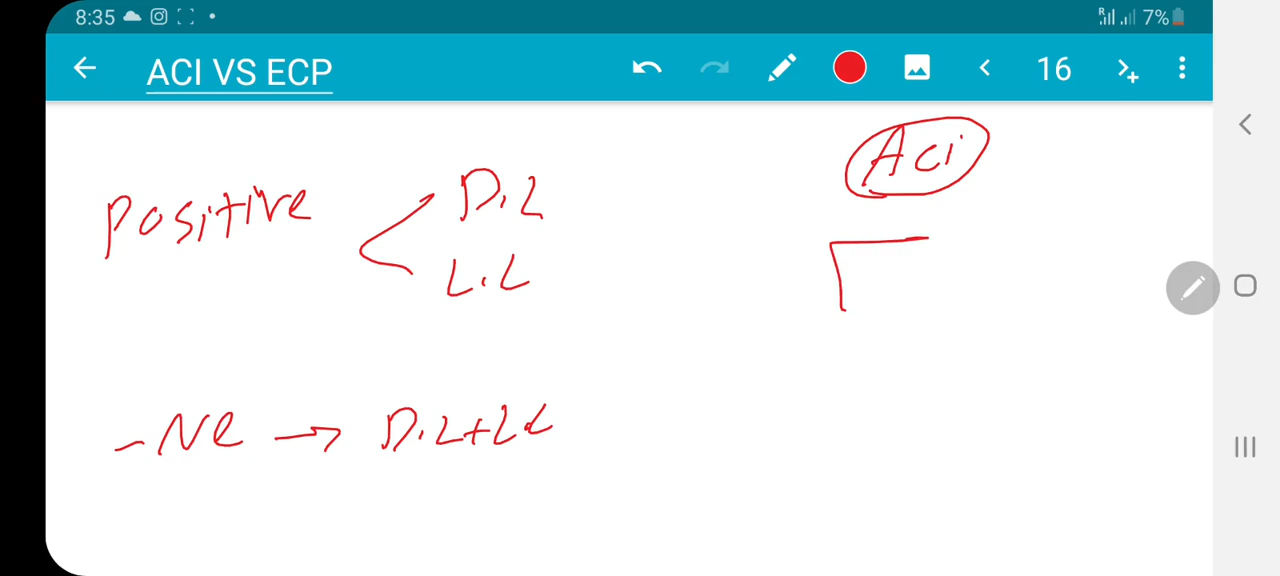 8:35 R 7%
ACI VS ECP 16
Aci
Positive D.L
L.L
-Ne → D.L+L.L